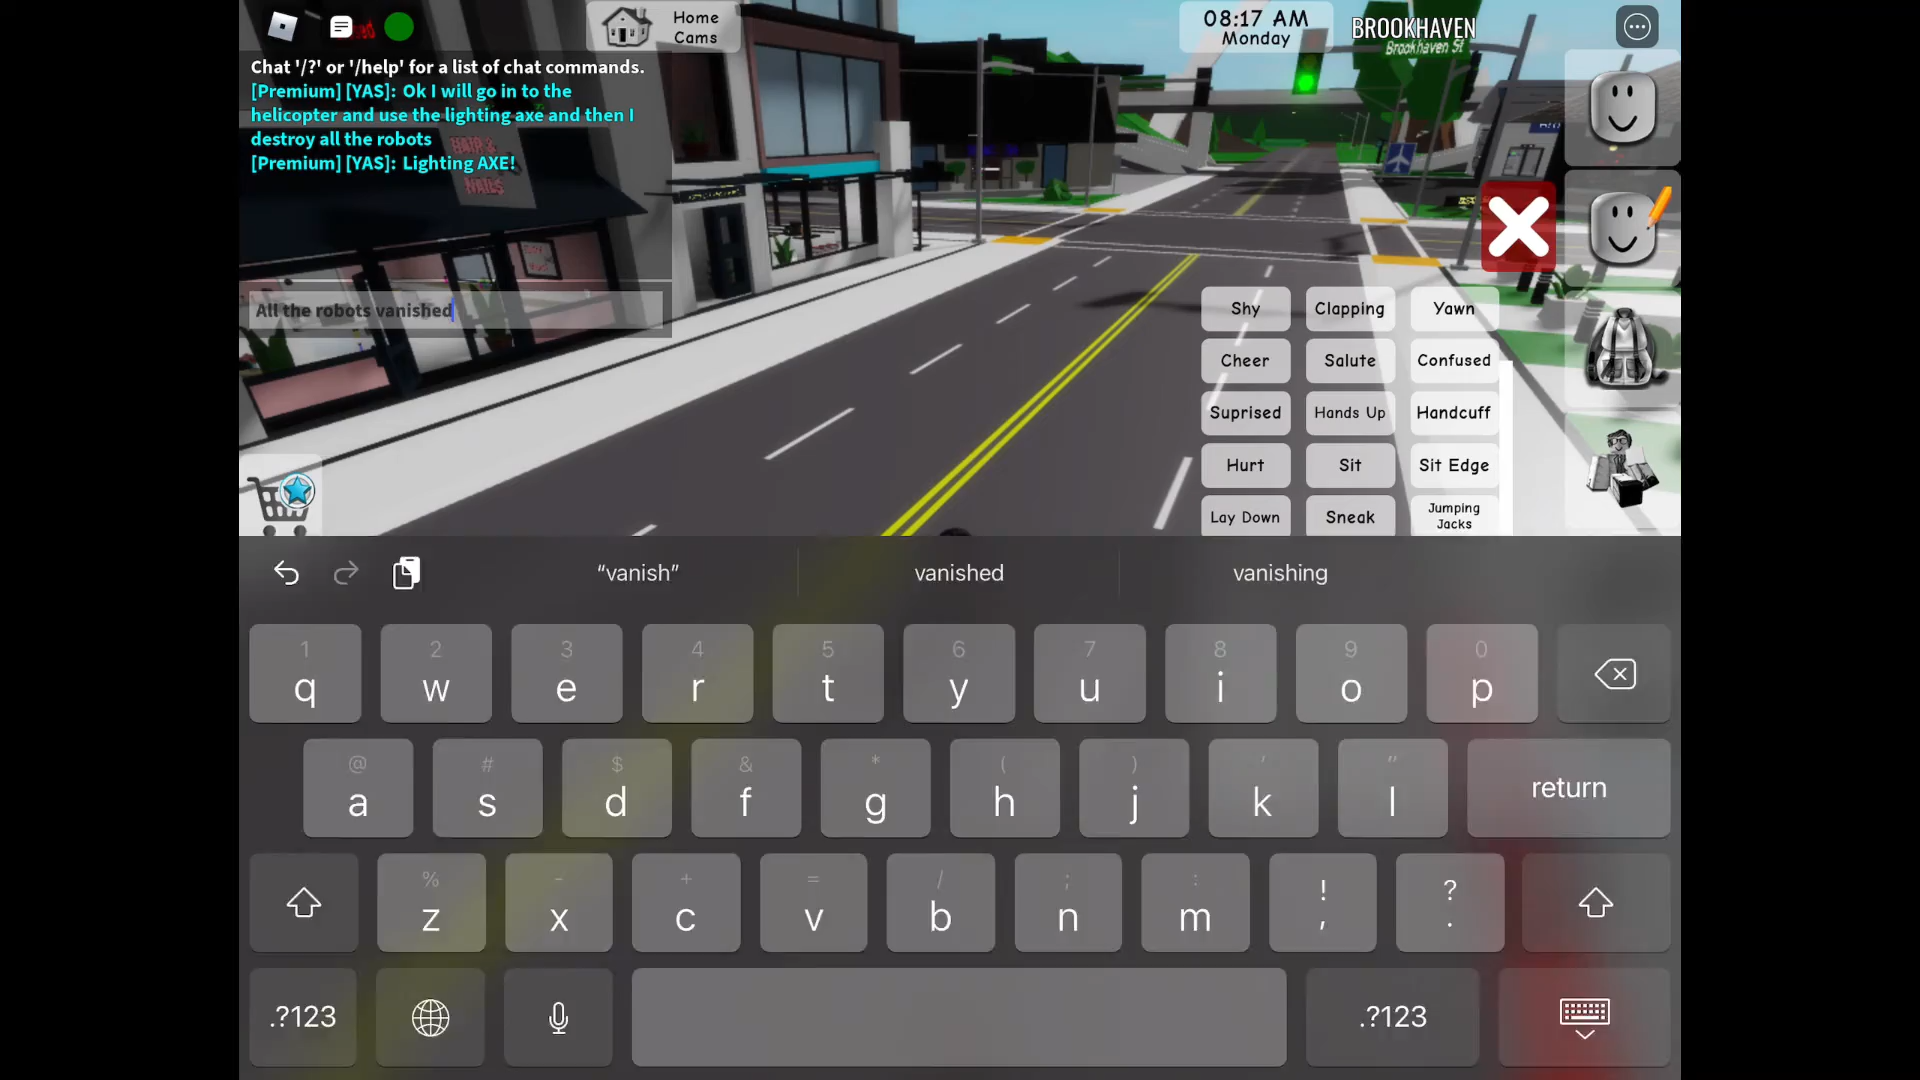 Home
Cams
08:17 AM
Monday
BROOKHAVEN
Brookhaven St
Chat '/?' or '/help' for a list of chat commands.
[Premium] [YAS]: Ok I will go in to the
helicopter and use the lighting axe and then I
destroy all the robots
[Premium] [YAS]: Lighting AXE!
HAIR &
NAILS
All the robots vanished
Shy Clapping Yawn
Cheer Salute Confused
Suprised Hands Up Handcuff
Hurt Sit Sit Edge
Lay Down Sneak Jumping
Jacks
“vanish” vanished vanishing
1 2 3 4 5 6 7 8 9 0
q w e r t y u i o p
@ # $ & * ( ) ' "
a s d f g h j k l return
% - + = / ; : ! ?
z x c v b n m , .
.?123 .?123